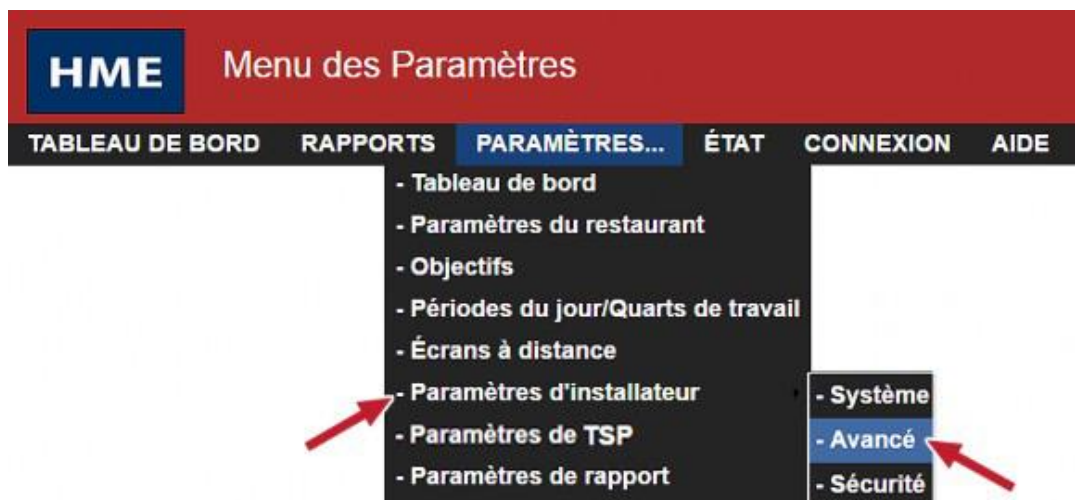 HME Menu des Paramètres
TABLEAU DE BORD RAPPORTS PARAMÈTRES... ÉTAT CONNEXION AIDE
- Tableau de bord
- Paramètres du restaurant
- Objectifs
- Périodes du jour/Quarts de travail
- Écrans à distance
- Paramètres d'installateur
- Paramètres de TSP
- Paramètres de rapport
- Système
- Avancé
- Sécurité